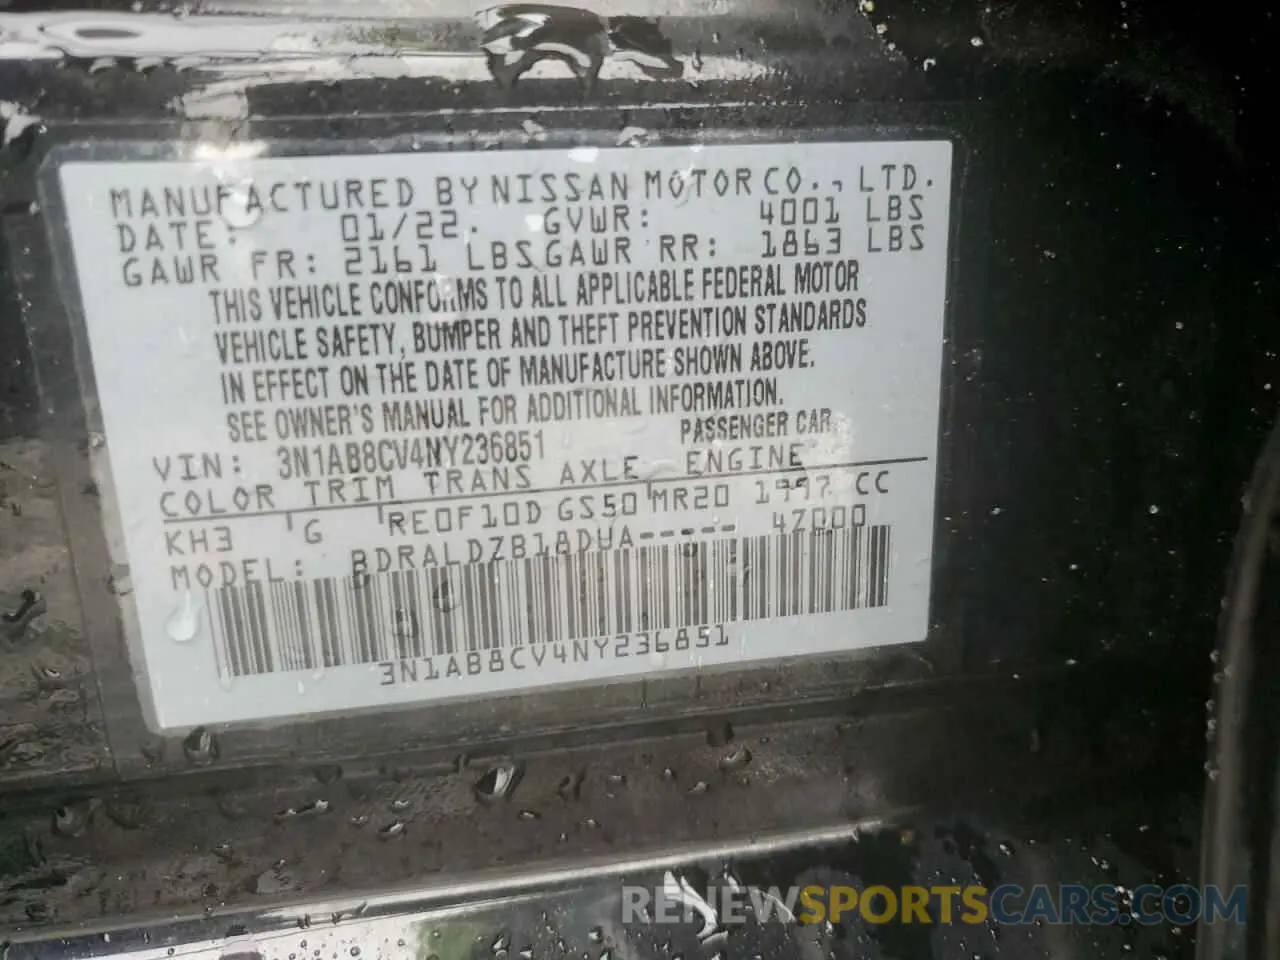 MANUFACTURED BY NISSAN MOTOR CO., LTD.
DATE: 01/22. GVWR: 4001 LBS
GAWR FR: 2161 LBS GAWR RR: 1863 LBS
THIS VEHICLE CONFORMS TO ALL APPLICABLE FEDERAL MOTOR
VEHICLE SAFETY, BUMPER AND THEFT PREVENTION STANDARDS
IN EFFECT ON THE DATE OF MANUFACTURE SHOWN ABOVE.
SEE OWNER'S MANUAL FOR ADDITIONAL INFORMATION.
VIN: 3N1AB8CV4NY236851 PASSENGER CAR
COLOR TRIM TRANS AXLE ENGINE
KH3 G RE0F10D GS50 MR20 1997 CC
MODEL: BDRALDZB18DUA----- 47000
3N1AB8CV4NY236851
RENEWSPORTSCARS.COM